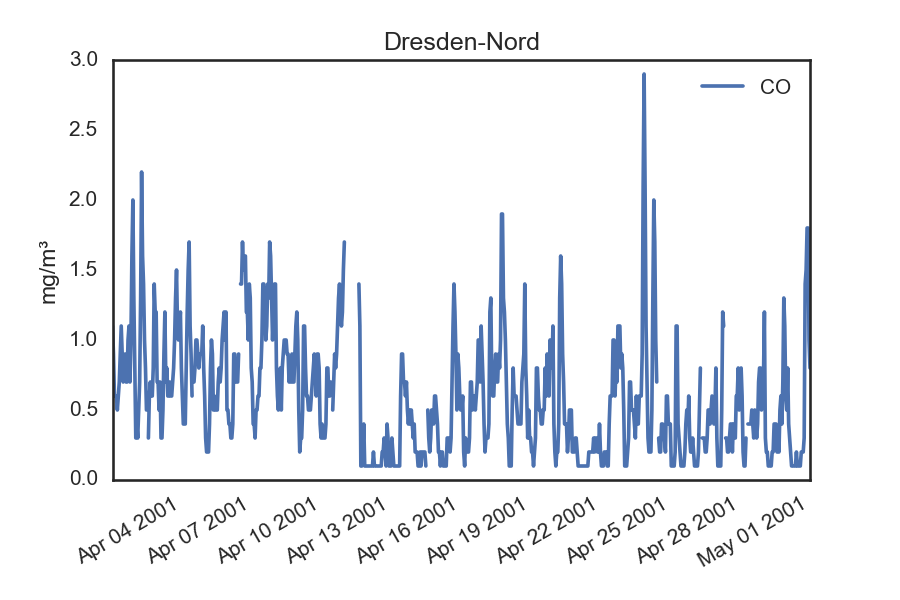 Dresden-Nord
CO
mg/m³
3.0
2.5
2.0
1.5
1.0
0.5
0.0
Apr 04 2001
Apr 07 2001
Apr 10 2001
Apr 13 2001
Apr 16 2001
Apr 19 2001
Apr 22 2001
Apr 25 2001
Apr 28 2001
May 01 2001